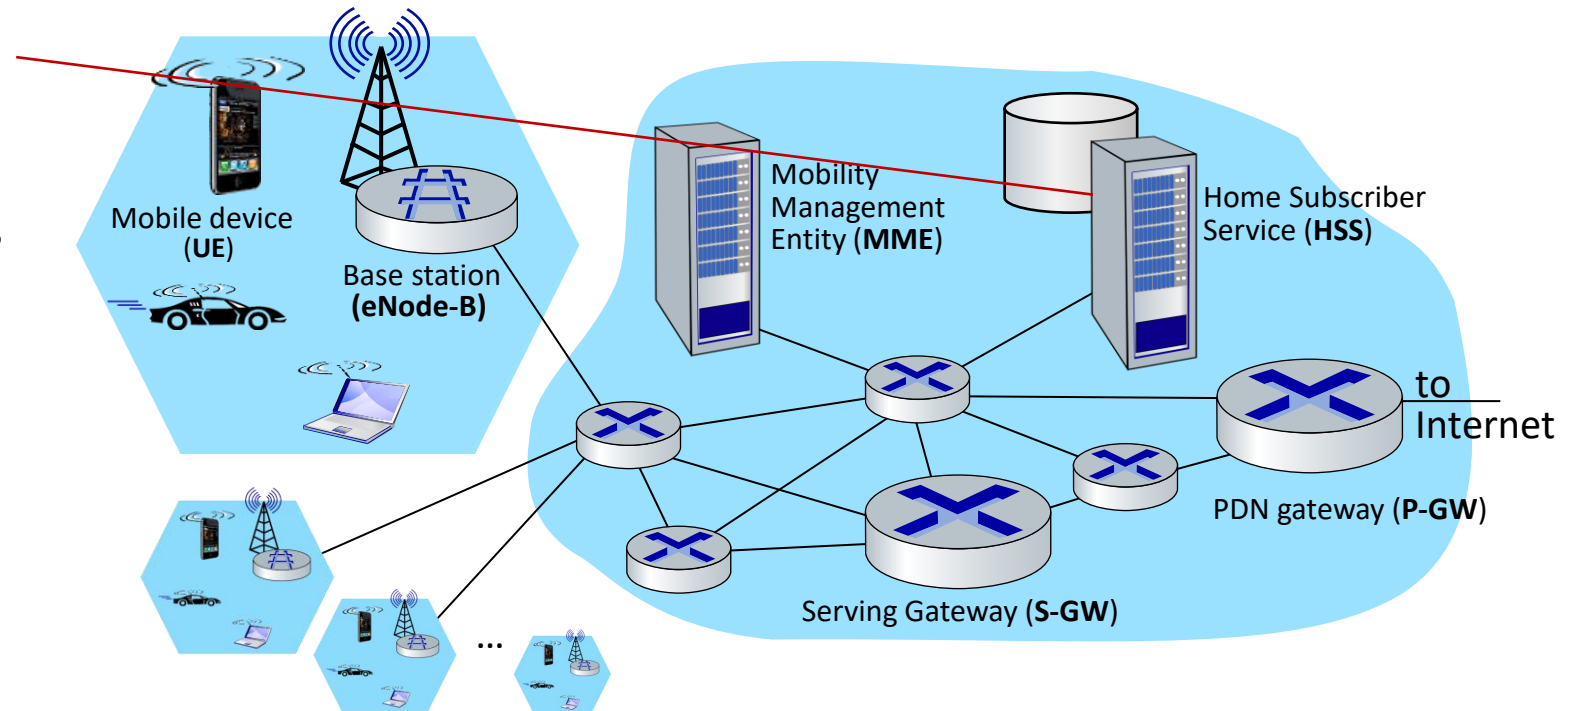 Mobile device
(UE)
Base station
(eNode-B)
Mobility
Management
Entity (MME)
Home Subscriber
Service (HSS)
to
Internet
PDN gateway (P-GW)
Serving Gateway (S-GW)
...